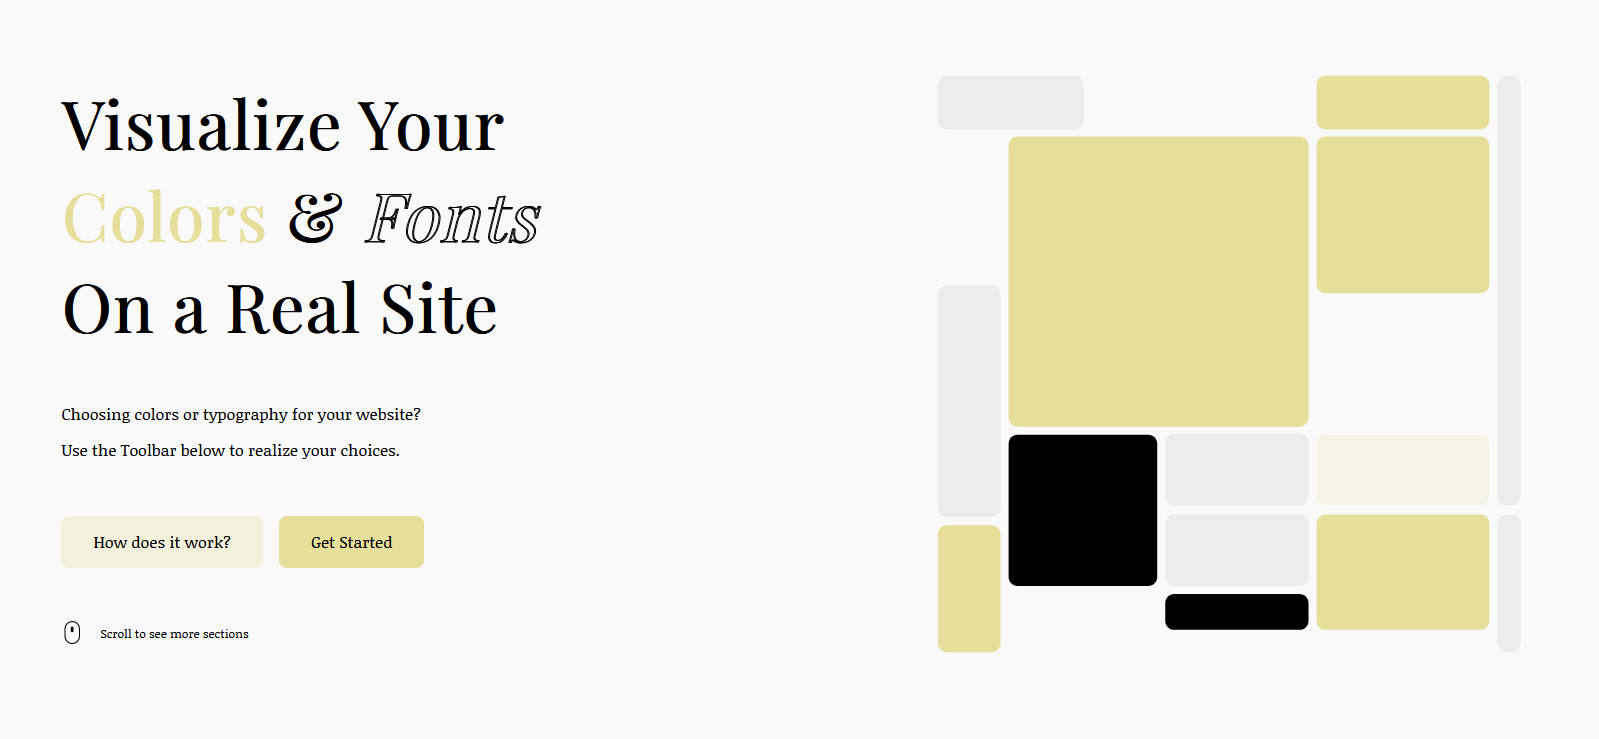 Visualize Your
Colors & Fonts
On a Real Site
Choosing colors or typography for your website?
Use the Toolbar below to realize your choices.
How does it work?
Get Started
Scroll to see more sections